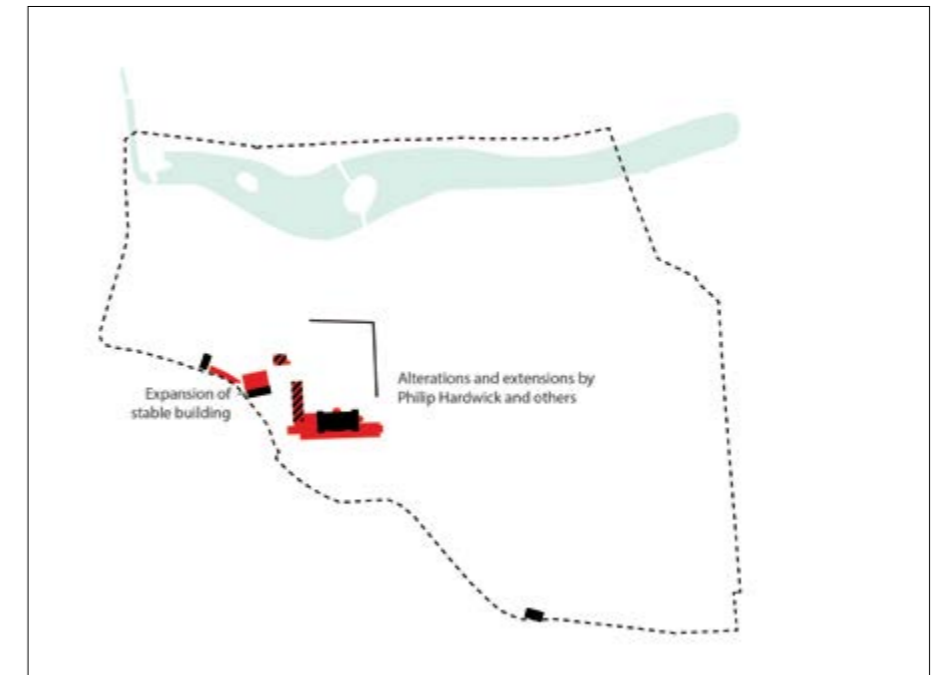 Expansion of
stable building
Alterations and extensions by
Philip Hardwick and others